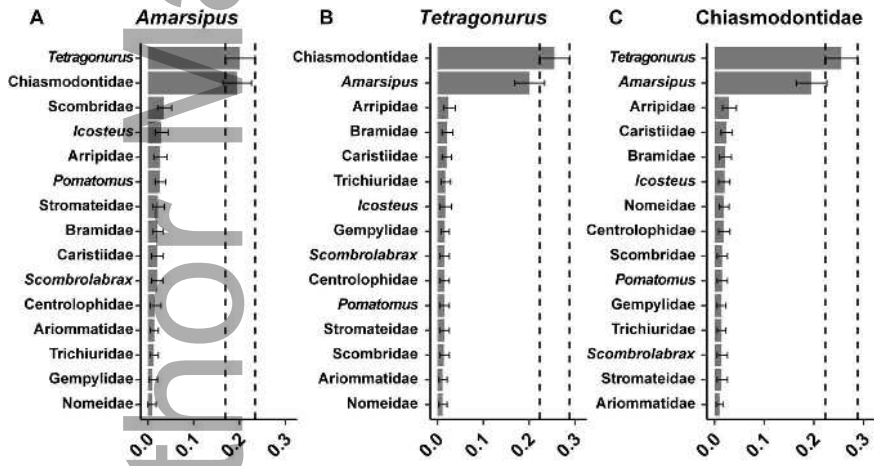 A Amarsipus
Tetragonurus
Chiasmodontidae
Scombridae
Icosteus
Arripidae
Pomatomus
Stromateidae
Bramidae
Caristiidae
Scombrolabrax
Centrolophidae
Ariommatidae
Trichiuridae
Gempylidae
Nomeidae
0.0 0.1 0.2 0.3
B Tetragonurus
Chiasmodontidae
Amarsipus
Arripidae
Bramidae
Caristiidae
Trichiuridae
Icosteus
Gempylidae
Scombrolabrax
Centrolophidae
Pomatomus
Stromateidae
Scombridae
Ariommatidae
Nomeidae
0.0 0.1 0.2 0.3
C Chiasmodontidae
Tetragonurus
Amarsipus
Arripidae
Caristiidae
Bramidae
Icosteus
Nomeidae
Centrolophidae
Scombridae
Pomatomus
Gempylidae
Trichiuridae
Scombrolabrax
Stromateidae
Ariommatidae
0.0 0.1 0.2 0.3